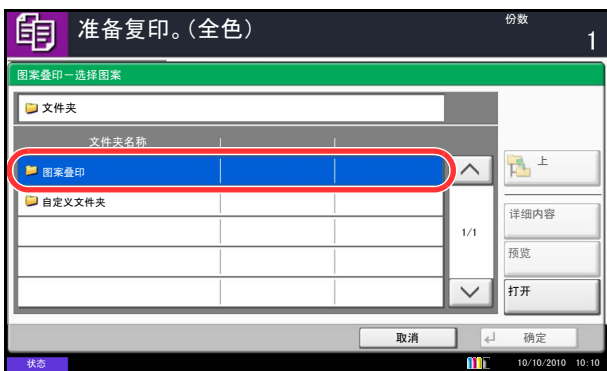 准备复印。(全色)
份数
1
图案叠印－选择图案
文件夹
文件夹名称
图案叠印
上
自定义文件夹
详细内容
1/1
预览
打开
取消
确定
状态
10/10/2010 10:10